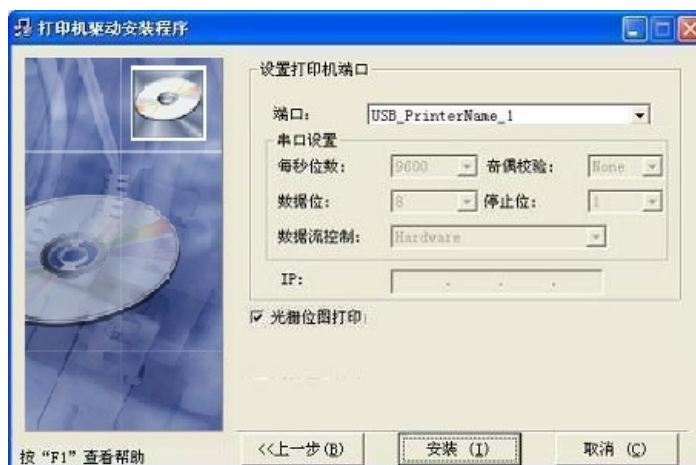 打印机驱动安装程序
设置打印机端口
端口: USB_PrinterName_1
串口设置
每秒位数: 9600 奇偶校验: None
数据位: 8 停止位: 1
数据流控制: Hardware
IP: . . .
光栅位图打印
按“F1”查看帮助
<<上一步(B) 安装 (I) 取消 (C)